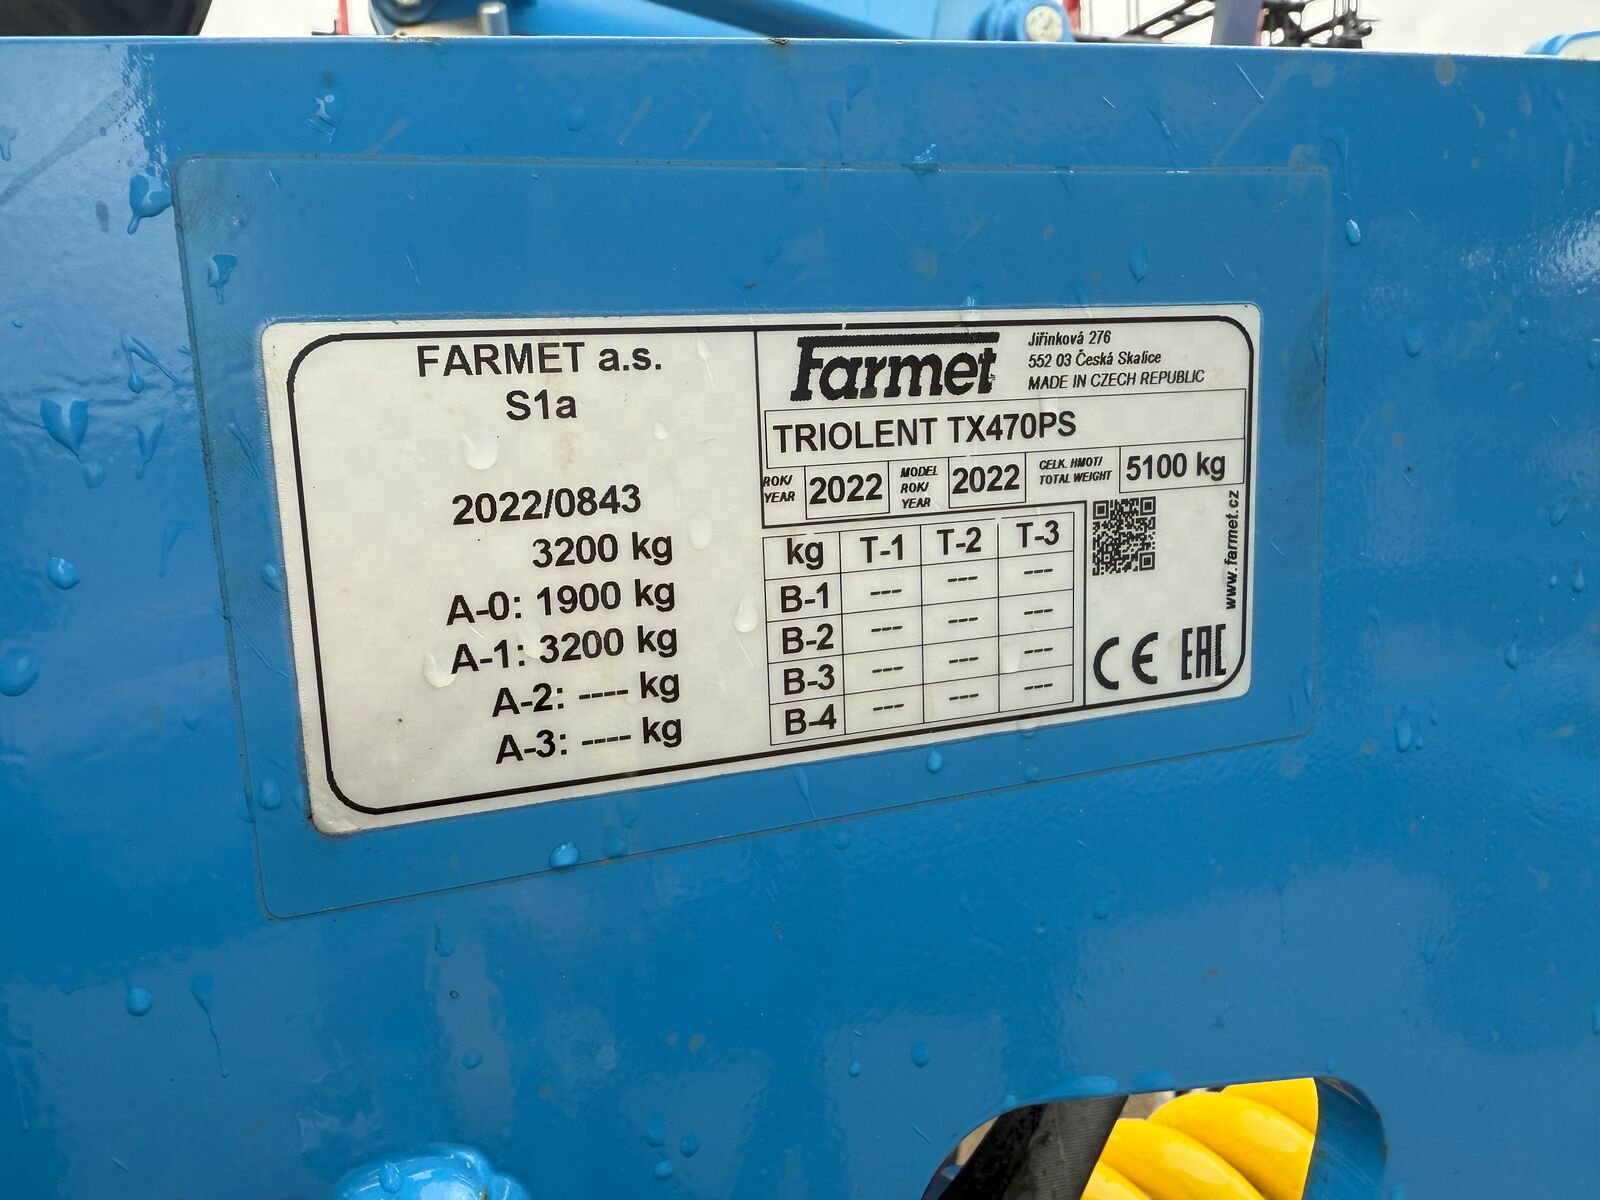 FARMET a.s.
S1a
2022/0843
3200 kg
A-0: 1900 kg
A-1: 3200 kg
A-2: ---- kg
A-3: ---- kg
Farmet
Jiřinková 276
552 03 Česká Skalice
MADE IN CZECH REPUBLIC
TRIOLENT TX470PS
ROK/ YEAR 2022 MODEL ROK/ YEAR 2022 CELK. HMOT/ TOTAL WEIGHT 5100 kg
kg T-1 T-2 T-3
B-1 --- --- ---
B-2 --- --- ---
B-3 --- --- ---
B-4 --- --- ---
www.farmet.cz
CE EAC